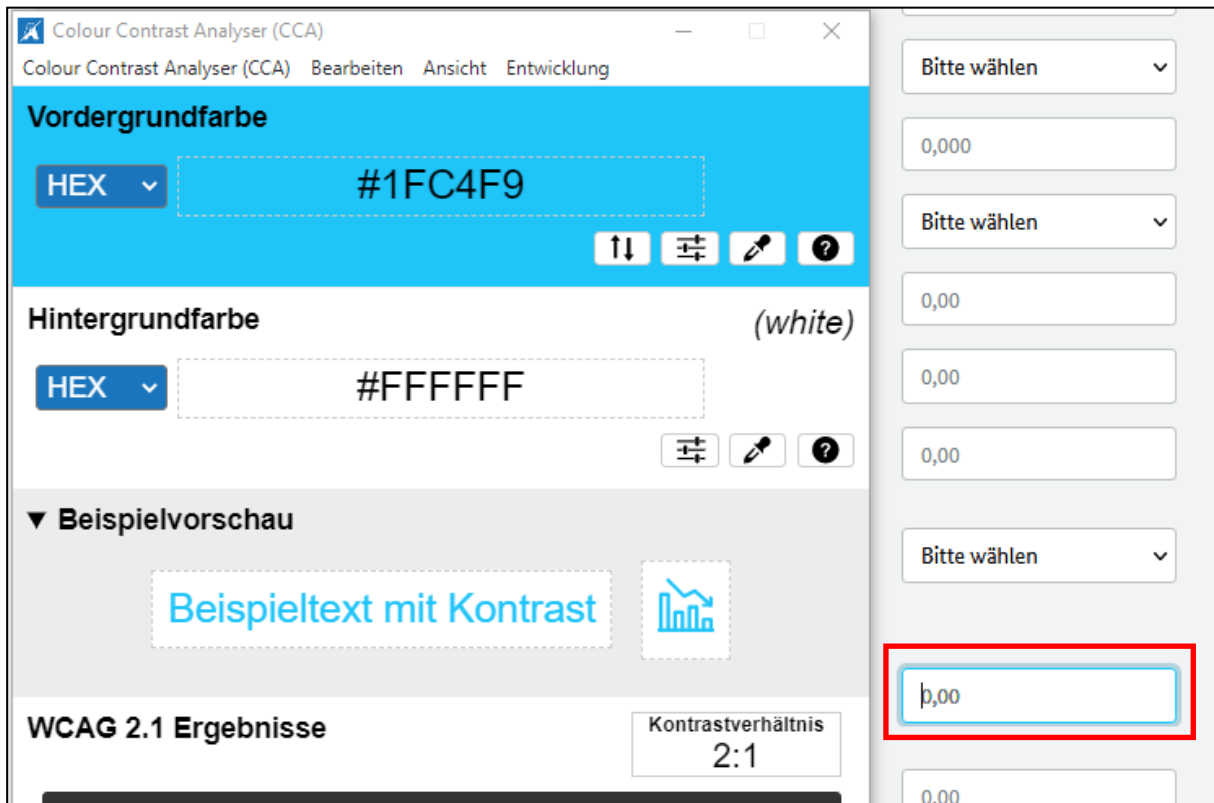 Colour Contrast Analyser (CCA)
Colour Contrast Analyser (CCA) Bearbeiten Ansicht Entwicklung
Vordergrundfarbe
HEX #1FC4F9
Hintergrundfarbe (white)
HEX #FFFFFF
Beispielvorschau
Beispieltext mit Kontrast
WCAG 2.1 Ergebnisse
Kontrastverhältnis
2:1
Bitte wählen
0,000
Bitte wählen
0,00
0,00
0,00
Bitte wählen
0,00
0,00